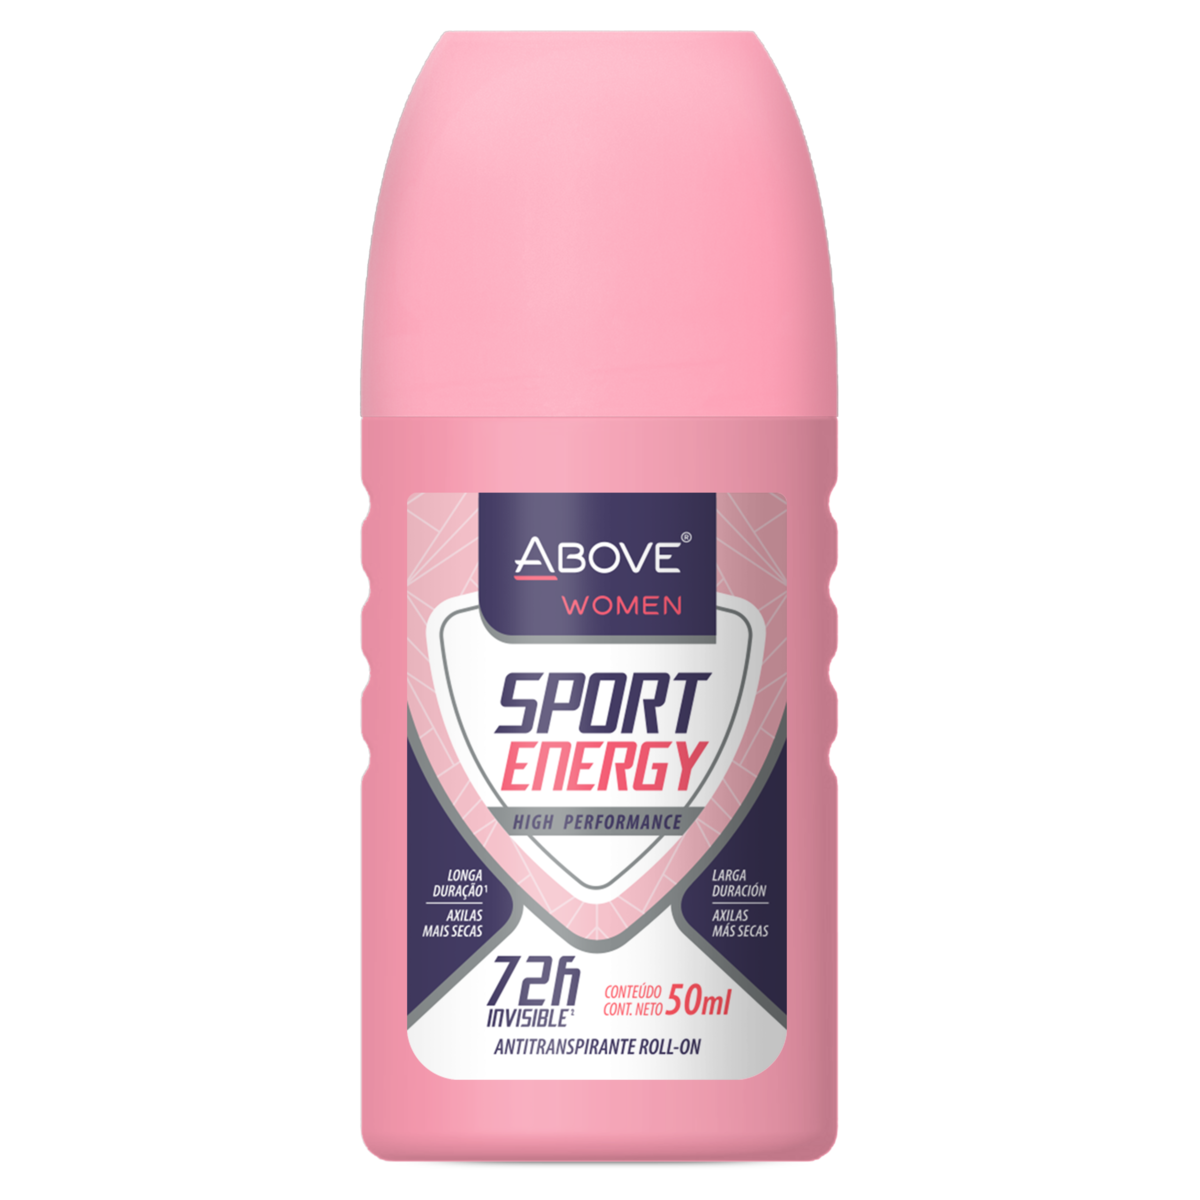 ABOVE®
WOMEN
SPORT
ENERGY
HIGH PERFORMANCE
LONGA
DURAÇÃO¹
AXILAS
MAIS SECAS
LARGA
DURACIÓN
AXILAS
MÁS SECAS
72h
INVISIBLE²
CONTEÚDO
CONT. NETO 50ml
ANTITRANSPIRANTE ROLL-ON